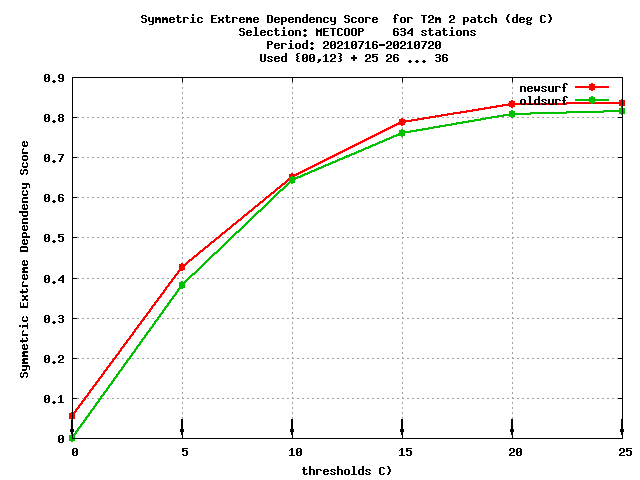 Symmetric Extreme Dependency Score  for T2m 2 patch (deg C)
Selection: METCOOP    634 stations
Period: 20210716-20210720
Used {00,12} + 25 26 ... 36
newsurf
oldsurf
Symmetric Extreme Dependency Score
0.9
0.8
0.7
0.6
0.5
0.4
0.3
0.2
0.1
0
0 5 10 15 20 25
thresholds C)